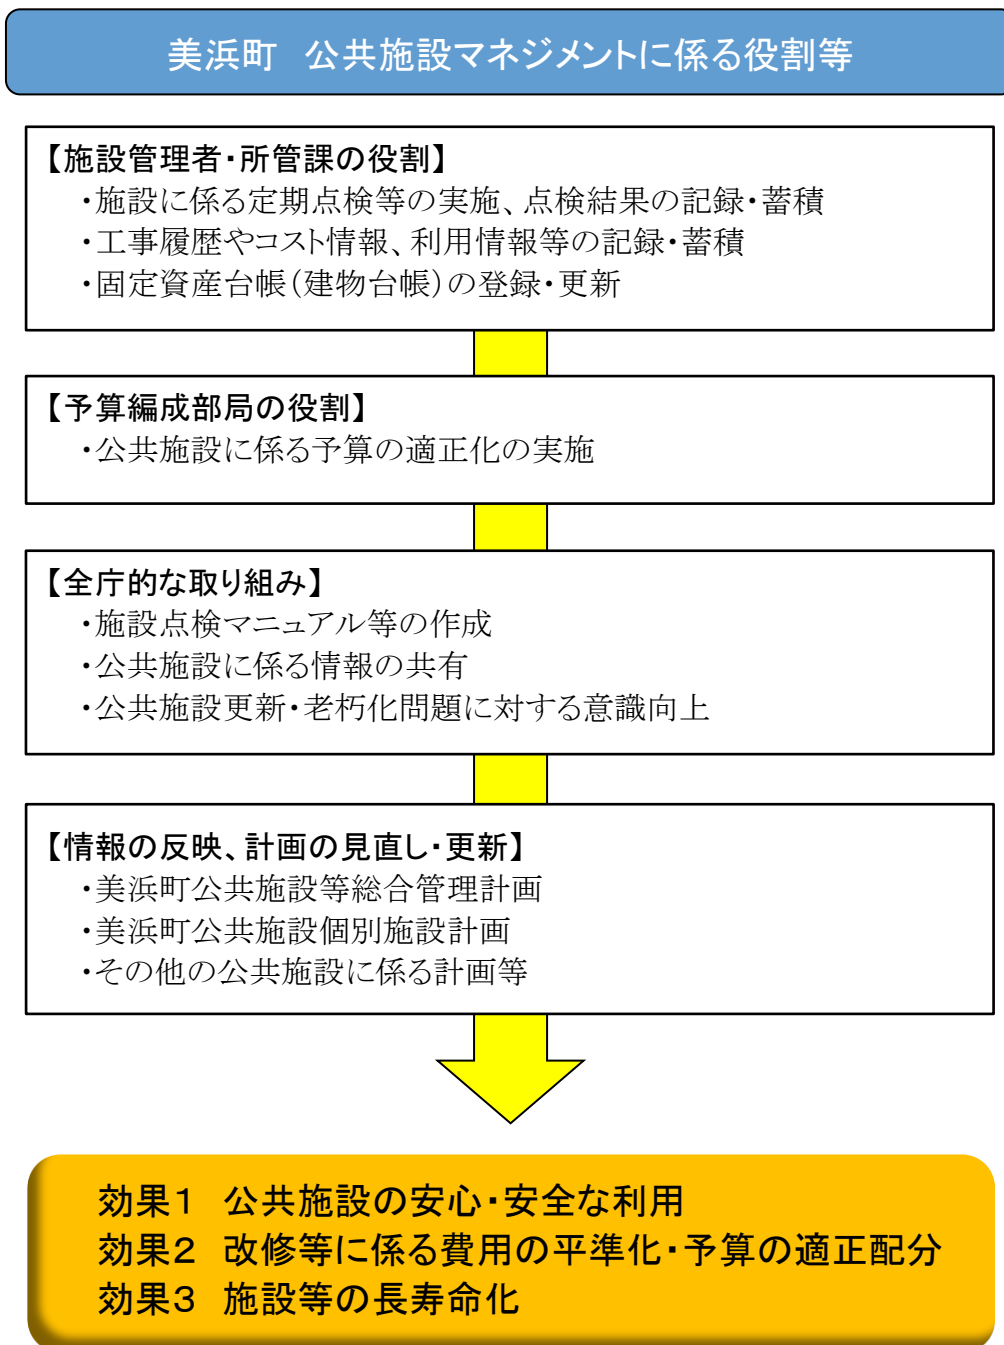 美浜町　公共施設マネジメントに係る役割等
【施設管理者・所管課の役割】
・施設に係る定期点検等の実施、点検結果の記録・蓄積
・工事履歴やコスト情報、利用情報等の記録・蓄積
・固定資産台帳（建物台帳）の登録・更新
【予算編成部局の役割】
・公共施設に係る予算の適正化の実施
【全庁的な取り組み】
・施設点検マニュアル等の作成
・公共施設に係る情報の共有
・公共施設更新・老朽化問題に対する意識向上
【情報の反映、計画の見直し・更新】
・美浜町公共施設等総合管理計画
・美浜町公共施設個別施設計画
・その他の公共施設に係る計画等
効果１　公共施設の安心・安全な利用
効果２　改修等に係る費用の平準化・予算の適正配分
効果３　施設等の長寿命化